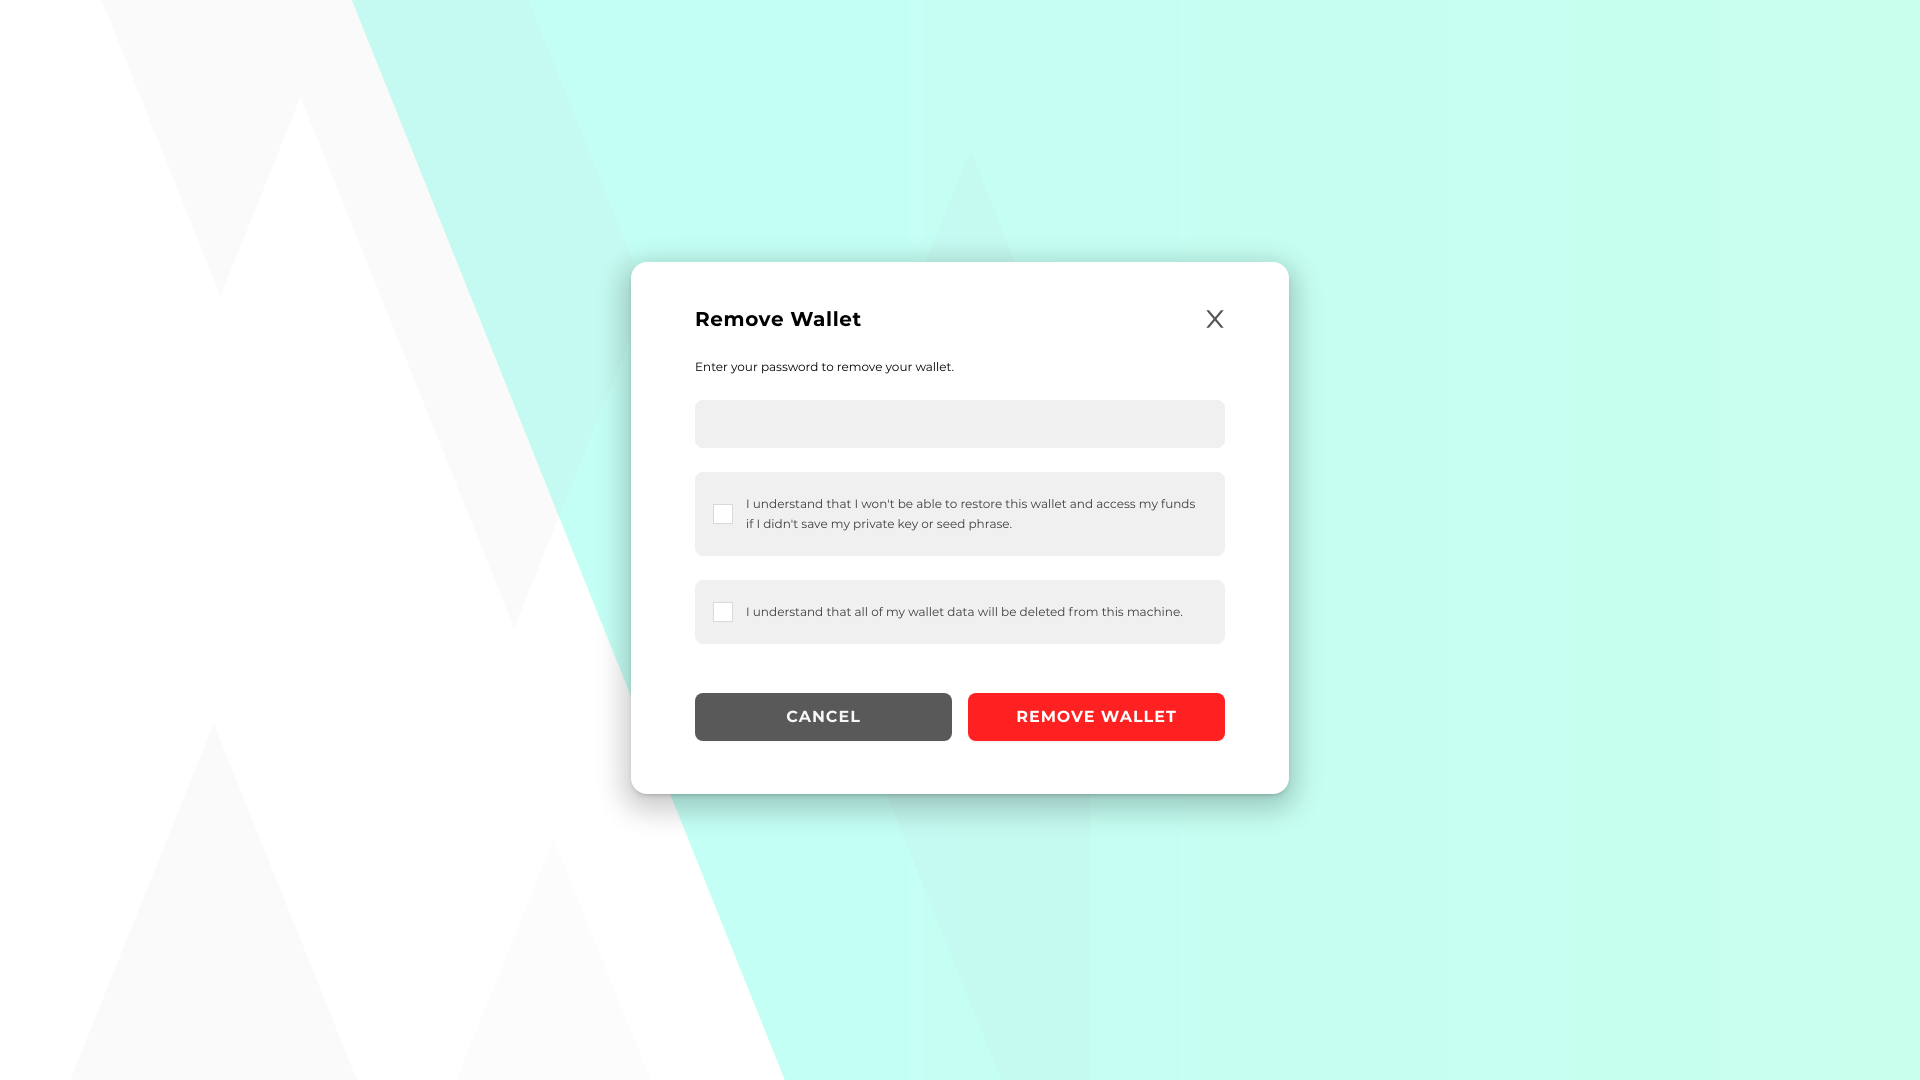 Remove Wallet
X
Enter your password to remove your wallet.
I understand that I won't be able to restore this wallet and access my funds
if I didn't save my private key or seed phrase.
I understand that all of my wallet data will be deleted from this machine.
CANCEL
REMOVE WALLET